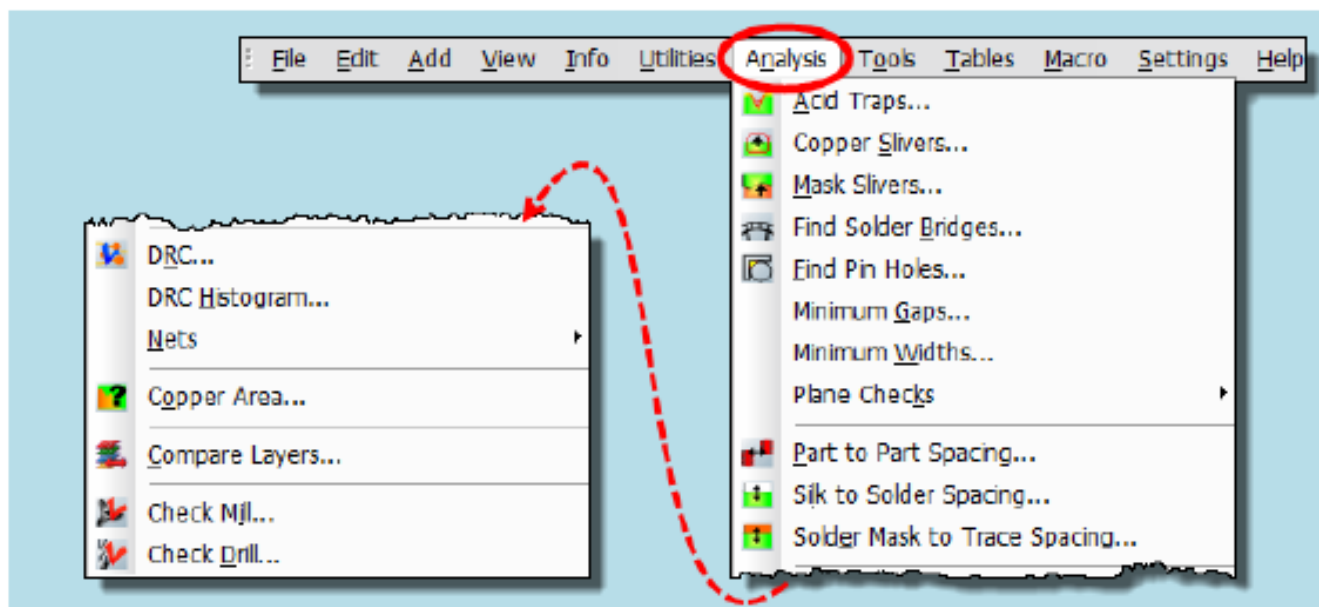 File Edit Add View Info Utilities Analysis Tools Tables Macro Settings Help
Acid Traps...
Copper Slivers...
Mask Slivers...
Find Solder Bridges...
Find Pin Holes...
Minimum Gaps...
Minimum Widths...
Plane Checks
Part to Part Spacing...
Silk to Solder Spacing...
Solder Mask to Trace Spacing...
DRC...
DRC Histogram...
Nets
Copper Area...
Compare Layers...
Check Mill...
Check Drill...